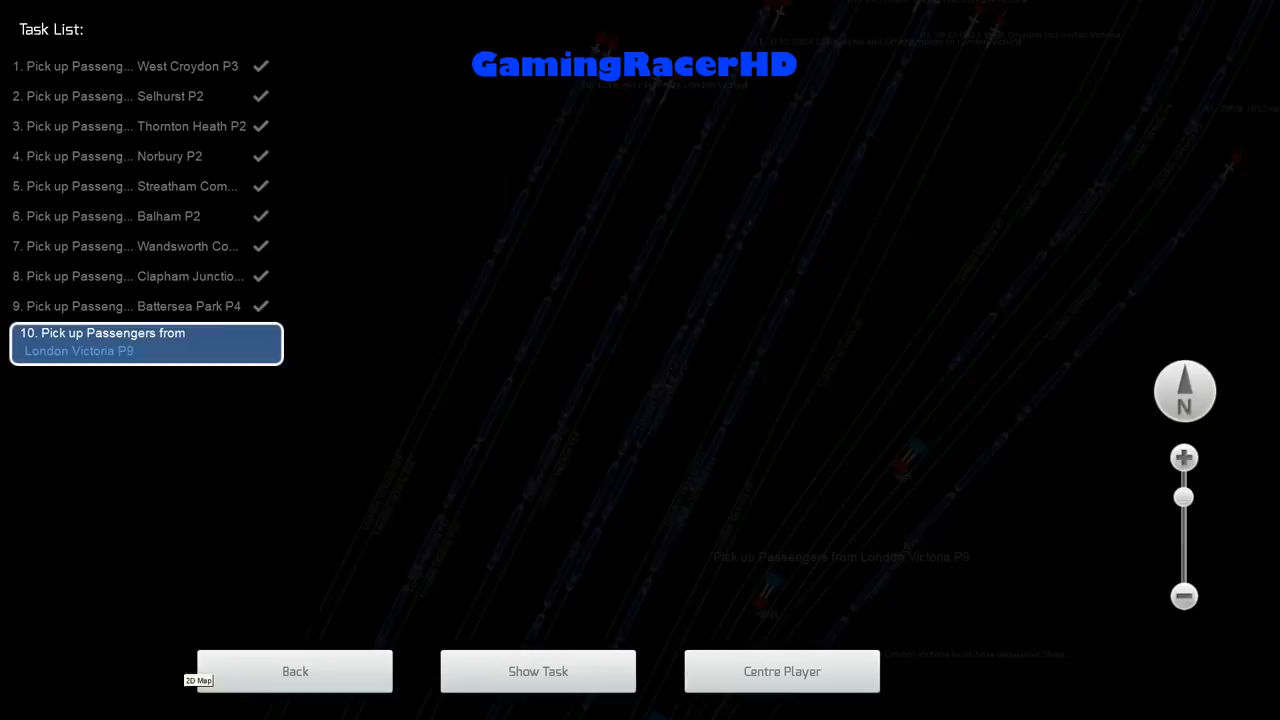 Task List:
GamingRacerHD
1. Pick up Passeng... West Croydon P3
2. Pick up Passeng... Selhurst P2
3. Pick up Passeng... Thornton Heath P2
4. Pick up Passeng... Norbury P2
5. Pick up Passeng... Streatham Com...
6. Pick up Passeng... Balham P2
7. Pick up Passeng... Wandsworth Co...
8. Pick up Passeng... Clapham Junctio...
9. Pick up Passeng... Battersea Park P4
10. Pick up Passengers from
London Victoria P9
N
Pick up Passengers from London Victoria P9
Back
Show Task
Centre Player
2D Map